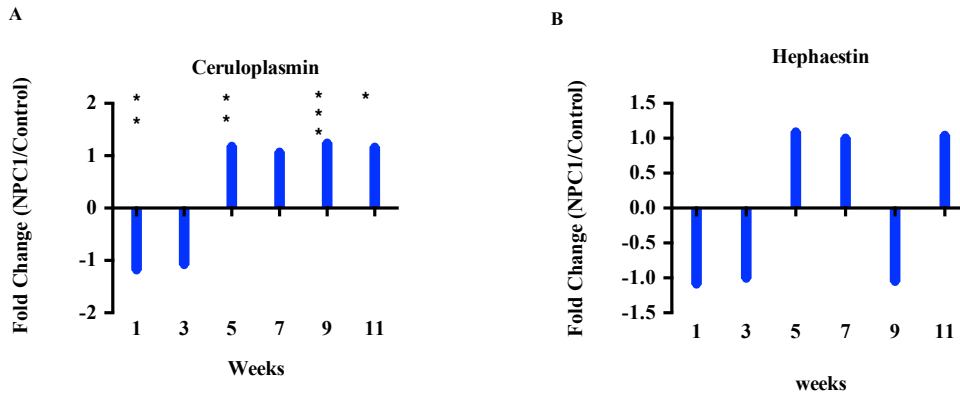 A
Ceruloplasmin
Fold Change (NPC1/Control)
* * * *
* * * *
2
1
0
-1
-2
1 3 5 7 9 11
Weeks
B
Hephaestin
Fold Change (NPC1/Control)
1.5
1.0
0.5
0.0
-0.5
-1.0
-1.5
1 3 5 7 9 11
weeks